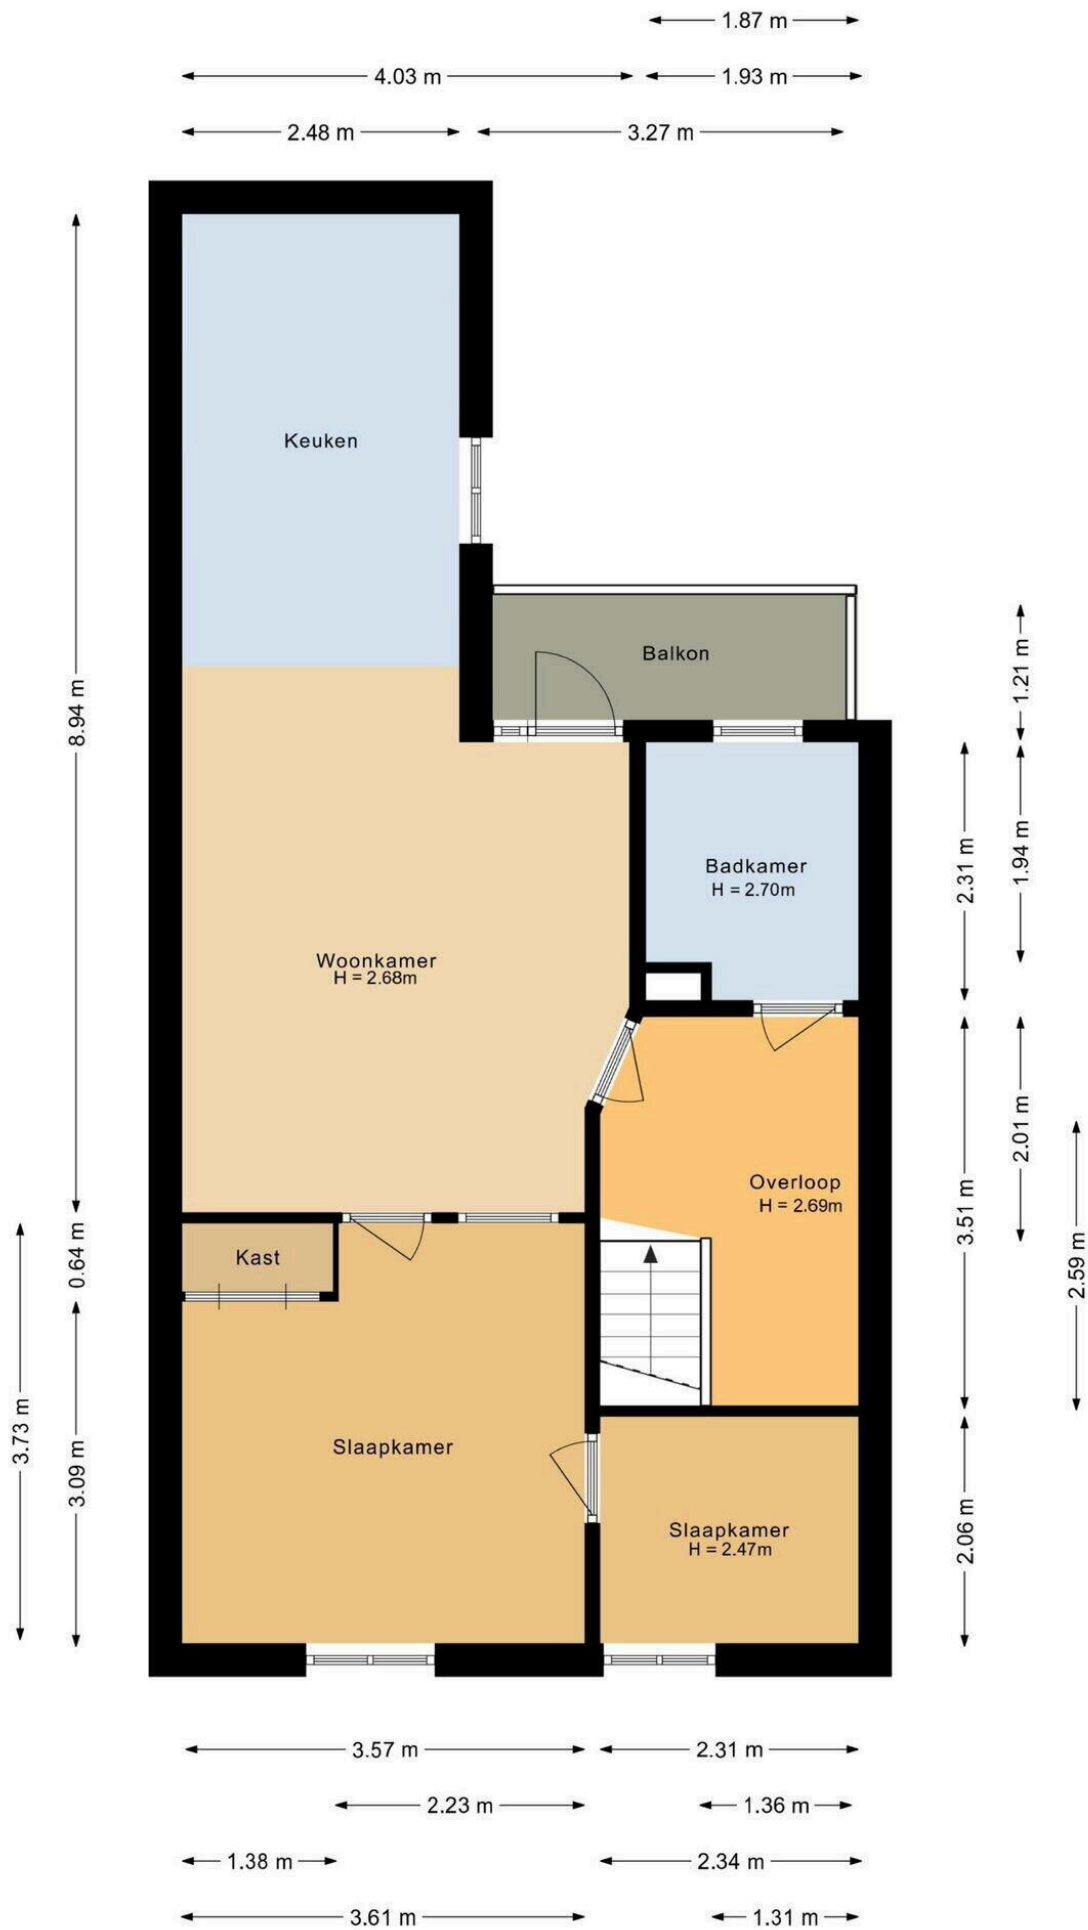 1.87 m
4.03 m
1.93 m
2.48 m
3.27 m
Keuken
8.94 m
Balkon
1.21 m
Badkamer
H = 2.70m
2.31 m
1.94 m
Woonkamer
H = 2.68m
Overloop
H = 2.69m
2.01 m
3.51 m
2.59 m
Kast
0.64 m
3.73 m
3.09 m
Slaapkamer
Slaapkamer
H = 2.47m
2.06 m
3.57 m
2.31 m
2.23 m
1.36 m
1.38 m
2.34 m
3.61 m
1.31 m